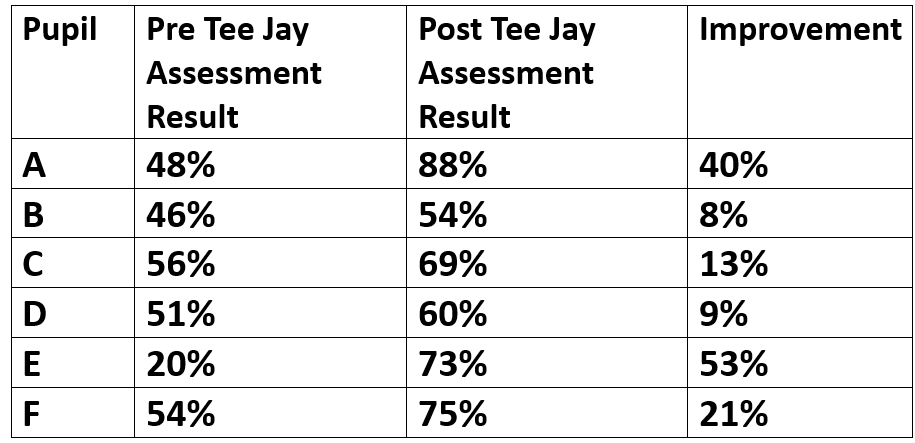 Pupil Pre Tee Jay Assessment Result Post Tee Jay Assessment Result Improvement
A 48% 88% 40%
B 46% 54% 8%
C 56% 69% 13%
D 51% 60% 9%
E 20% 73% 53%
F 54% 75% 21%